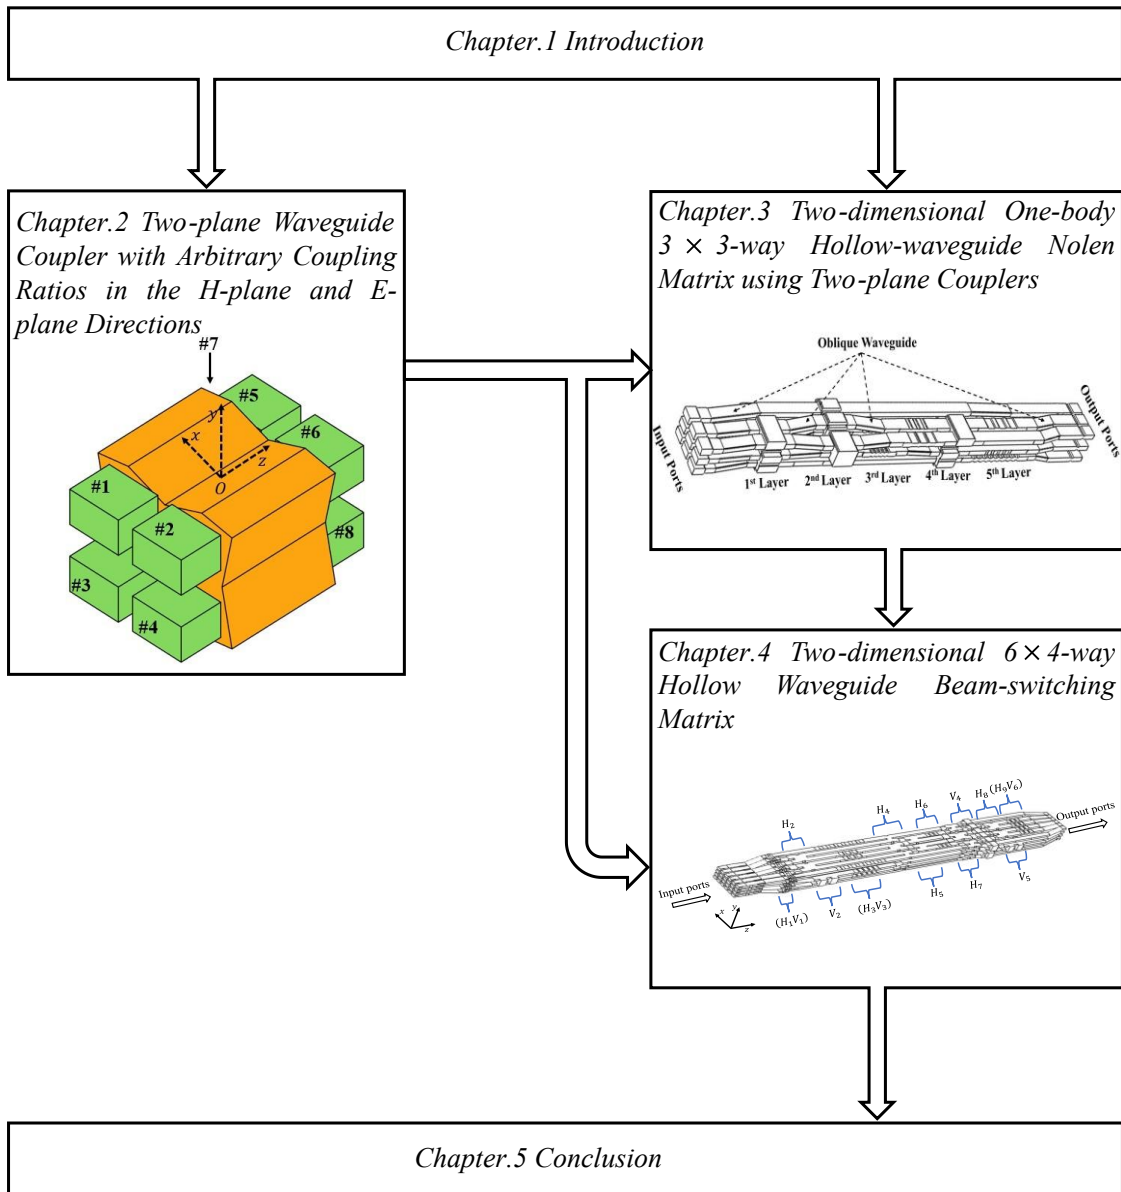 Chapter.1 Introduction
Chapter.2 Two-plane Waveguide
Coupler with Arbitrary Coupling
Ratios in the H-plane and E-
plane Directions
#7
#5
#6
#1
#2
#8
#3
#4
y
x
z
O
Chapter.3 Two-dimensional One-body
3 × 3-way Hollow-waveguide Nolen
Matrix using Two-plane Couplers
Oblique Waveguide
Input Ports
Output Ports
1st Layer 2nd Layer 3rd Layer 4th Layer 5th Layer
Chapter.4 Two-dimensional 6 × 4-way
Hollow Waveguide Beam-switching
Matrix
H₂ H₄ H₆ V₄ H₈ (H₉V₆)
Output ports
Input ports
x y z
(H₁V₁) V₂ (H₃V₃) H₅ H₇ V₅
Chapter.5 Conclusion